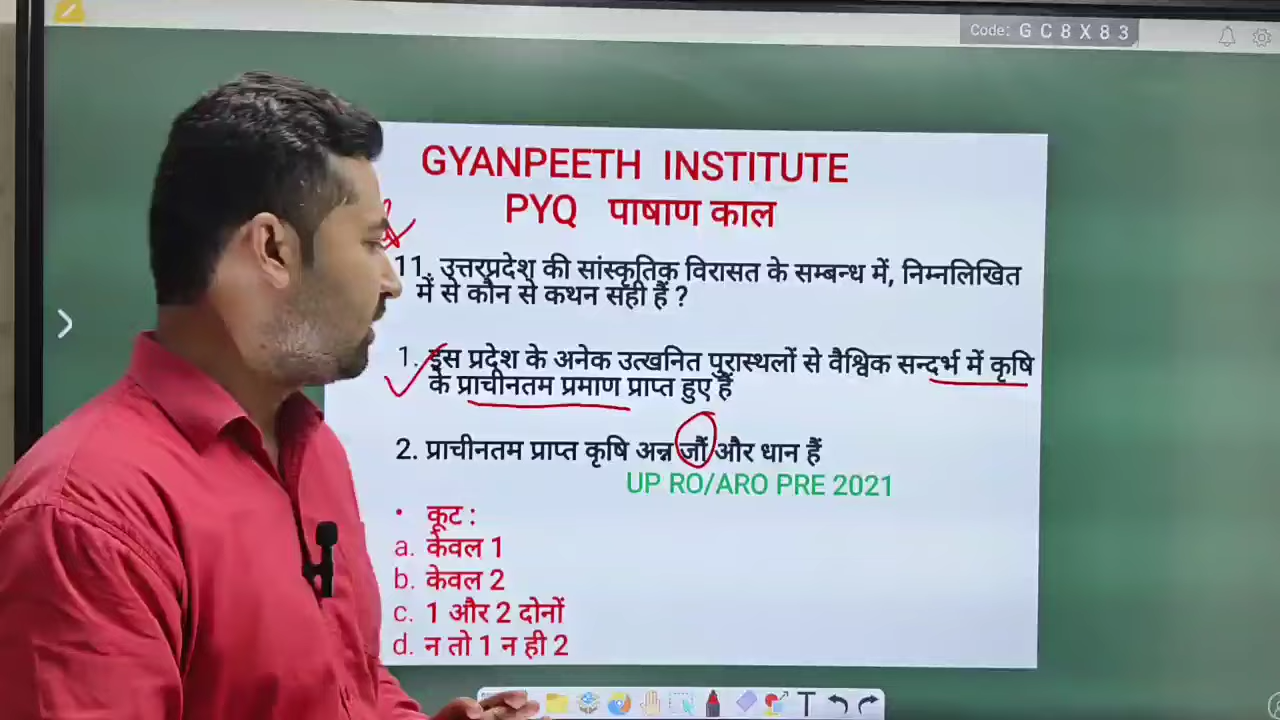 Code: G C 8 X 8 3
GYANPEETH INSTITUTE
PYQ पाषाण काल
11. उत्तरप्रदेश की सांस्कृतिक विरासत के सम्बन्ध में, निम्नलिखित
में से कौन से कथन सही हैं ?
1. इस प्रदेश के अनेक उत्खनित पुरास्थलों से वैश्विक सन्दर्भ में कृषि
के प्राचीनतम प्रमाण प्राप्त हुए हैं
2. प्राचीनतम प्राप्त कृषि अन्न जौं और धान हैं
UP RO/ARO PRE 2021
• कूट :
a. केवल 1
b. केवल 2
c. 1 और 2 दोनों
d. न तो 1 न ही 2